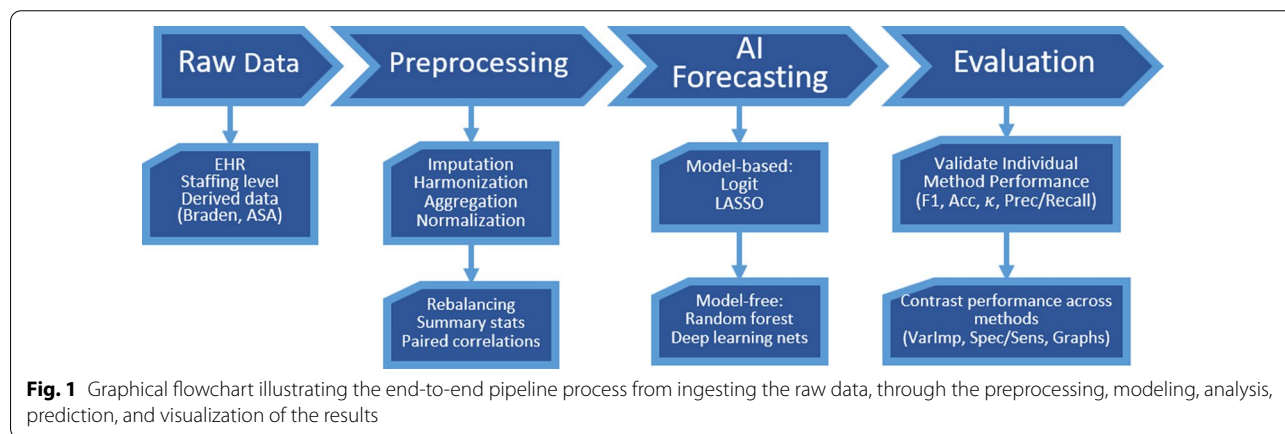 Raw Data
Preprocessing
AI
Forecasting
Evaluation
EHR
Staffing level
Derived data
(Braden, ASA)
Imputation
Harmonization
Aggregation
Normalization
Model-based:
Logit
LASSO
Validate Individual
Method Performance
(F1, Acc, κ, Prec/Recall)
Rebalancing
Summary stats
Paired correlations
Model-free:
Random forest
Deep learning nets
Contrast performance across
methods
(VarImp, Spec/Sens, Graphs)
Fig. 1 Graphical flowchart illustrating the end-to-end pipeline process from ingesting the raw data, through the preprocessing, modeling, analysis,
prediction, and visualization of the results